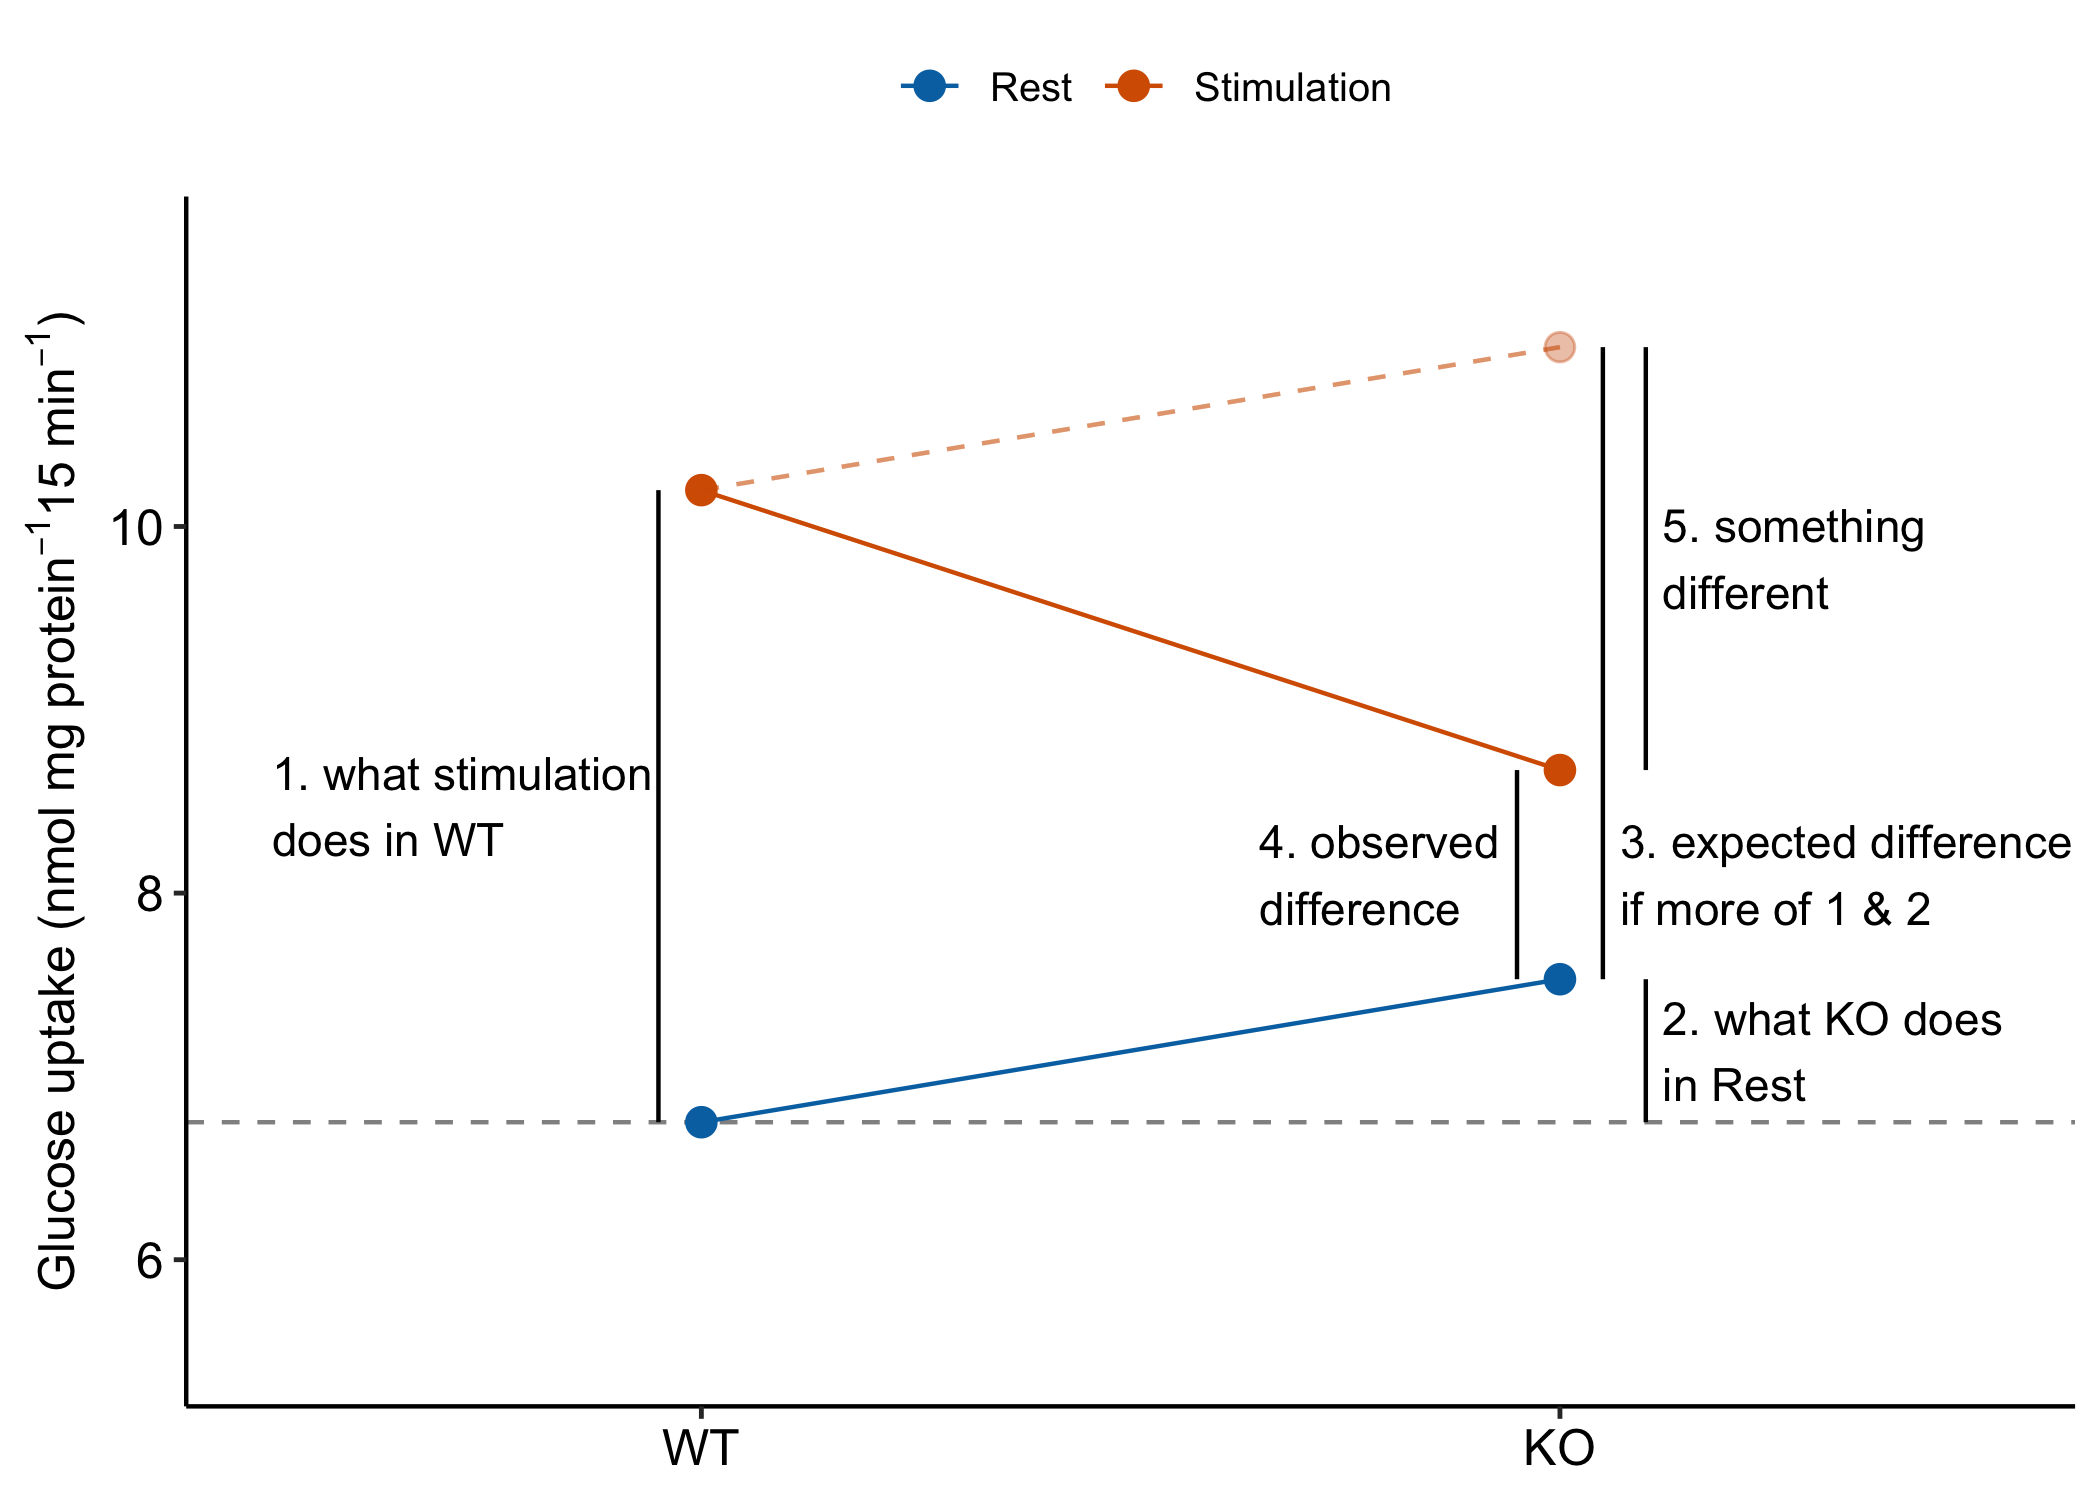 Rest
Stimulation
Glucose uptake (nmol mg protein⁻¹15 min⁻¹)
10
8
6
1. what stimulation
does in WT
5. something
different
4. observed
difference
3. expected difference
if more of 1 & 2
2. what KO does
in Rest
WT
KO